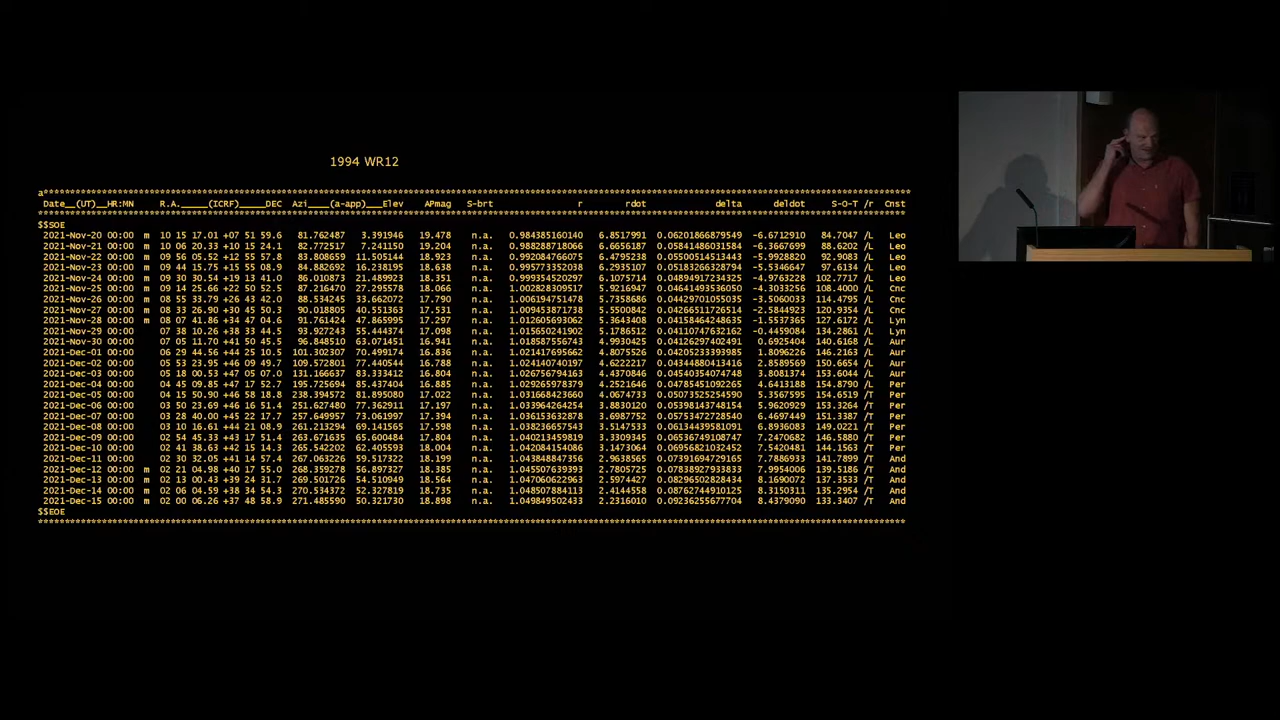 1994 WR12
a*******************************************************************************************************************************************************************
Date__(UT)__HR:MN R.A._____(ICRF)_____DEC Azi____(a-app)___Elev APmag S-brt r rdot delta deldot S-O-T /r Cnst
*******************************************************************************************************************************************************************
$$SOE
2021-Nov-20 00:00 m 10 15 17.01 +07 51 59.6 81.762487 3.391946 19.478 n.a. 0.984385160140 6.8517991 0.06201866879549 -6.6712910 84.7047 /L Leo
2021-Nov-21 00:00 m 10 06 20.33 +10 15 24.1 82.772517 7.241150 19.204 n.a. 0.988288718066 6.6656187 0.05841486031584 -6.3667699 88.6202 /L Leo
2021-Nov-22 00:00 m 09 56 05.52 +12 55 57.8 83.808659 11.505144 18.923 n.a. 0.992084766075 6.4795238 0.05500514513443 -5.9928820 92.9083 /L Leo
2021-Nov-23 00:00 m 09 44 15.75 +15 55 08.9 84.882692 16.238195 18.638 n.a. 0.995773352038 6.2935107 0.05183266328794 -5.5346647 97.6134 /L Leo
2021-Nov-24 00:00 m 09 30 30.54 +19 13 41.0 86.010873 21.489923 18.351 n.a. 0.999354520297 6.1075714 0.04894917234325 -4.9763228 102.7717 /L Leo
2021-Nov-25 00:00 m 09 14 25.66 +22 50 52.5 87.216470 27.295578 18.066 n.a. 1.002828309517 5.9216947 0.04641493536050 -4.3033256 108.4000 /L Cnc
2021-Nov-26 00:00 m 08 55 33.79 +26 43 42.0 88.534245 33.662072 17.790 n.a. 1.006194751478 5.7358686 0.04429701055035 -3.5060033 114.4795 /L Cnc
2021-Nov-27 00:00 m 08 33 26.90 +30 45 50.3 90.018805 40.551363 17.531 n.a. 1.009453871738 5.5500842 0.04266651726514 -2.5844923 120.9354 /L Cnc
2021-Nov-28 00:00 m 08 07 41.86 +34 47 04.6 91.761424 47.865995 17.297 n.a. 1.012605693062 5.3643408 0.04158464248635 -1.5537365 127.6172 /L Lyn
2021-Nov-29 00:00 07 38 10.26 +38 33 44.5 93.927243 55.444374 17.098 n.a. 1.015650241902 5.1786512 0.04110747632162 -0.4459084 134.2861 /L Lyn
2021-Nov-30 00:00 07 05 11.70 +41 50 45.5 96.848510 63.071451 16.941 n.a. 1.018587556743 4.9930425 0.04126297402491 0.6925404 140.6168 /L Aur
2021-Dec-01 00:00 06 29 44.56 +44 25 10.5 101.302307 70.499174 16.836 n.a. 1.021417695662 4.8075526 0.04205233393985 1.8096226 146.2163 /L Aur
2021-Dec-02 00:00 05 53 23.95 +46 09 49.7 109.572801 77.440544 16.788 n.a. 1.024140740197 4.6222217 0.04344880413416 2.8589569 150.6654 /L Aur
2021-Dec-03 00:00 05 18 00.53 +47 05 07.0 131.166637 83.333412 16.804 n.a. 1.026756794163 4.4370846 0.04540354074748 3.8081374 153.6044 /L Aur
2021-Dec-04 00:00 04 45 09.85 +47 17 52.7 195.725694 85.437404 16.885 n.a. 1.029265978379 4.2521646 0.04785451092265 4.6413188 154.8790 /L Per
2021-Dec-05 00:00 04 15 50.90 +46 58 18.8 238.394572 81.895080 17.022 n.a. 1.031668423660 4.0674733 0.05073525254590 5.3567595 154.6519 /T Per
2021-Dec-06 00:00 03 50 23.69 +46 16 51.4 251.627480 77.362911 17.197 n.a. 1.033964264259 3.8830120 0.05398143748154 5.9620929 153.3264 /T Per
2021-Dec-07 00:00 03 28 40.00 +45 22 17.7 257.649957 73.061997 17.394 n.a. 1.036153632878 3.6987752 0.05753472728540 6.4697449 151.3387 /T Per
2021-Dec-08 00:00 03 10 16.61 +44 21 08.9 261.213294 69.141565 17.598 n.a. 1.038236657543 3.5147533 0.06134439581091 6.8936083 149.0221 /T Per
2021-Dec-09 00:00 02 54 45.33 +43 17 51.4 263.671635 65.600484 17.804 n.a. 1.040213459819 3.3309345 0.06536749108747 7.2470682 146.5880 /T Per
2021-Dec-10 00:00 02 41 38.63 +42 15 14.3 265.542202 62.405593 18.004 n.a. 1.042084144086 3.1473064 0.06956821032452 7.5420481 144.1563 /T Per
2021-Dec-11 00:00 02 30 32.05 +41 14 57.4 267.063226 59.517322 18.199 n.a. 1.043848847356 2.9638565 0.07391694729165 7.7886933 141.7899 /T And
2021-Dec-12 00:00 m 02 21 04.98 +40 17 55.0 268.359278 56.897327 18.385 n.a. 1.045507639393 2.7805725 0.07838927933833 7.9954006 139.5186 /T And
2021-Dec-13 00:00 m 02 13 00.43 +39 24 31.7 269.501726 54.510949 18.564 n.a. 1.047060662963 2.5974427 0.08296502828434 8.1690072 137.3533 /T And
2021-Dec-14 00:00 m 02 06 04.59 +38 34 54.3 270.534372 52.327819 18.735 n.a. 1.048507884113 2.4144558 0.08762744910125 8.3150311 135.2954 /T And
2021-Dec-15 00:00 m 02 00 06.26 +37 48 58.9 271.485590 50.321730 18.898 n.a. 1.049849502433 2.2316010 0.09236255677704 8.4379090 133.3407 /T And
$$EOE
*******************************************************************************************************************************************************************